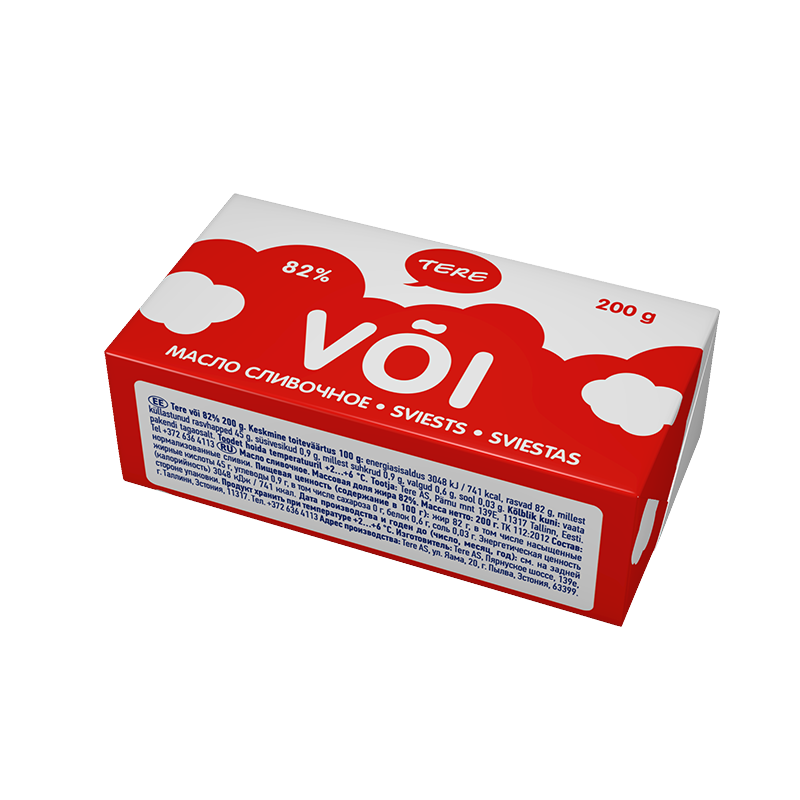 82%
TERE
200 g
VÕI
МАСЛО СЛИВОЧНОЕ • SVIESTS • SVIESTAS
EE Tere või 82% 200 g. Keskmine toiteväärtus 100 g: energiasisaldus 3048 kJ / 741 kcal, rasvad 82 g, millest
küllastunud rasvhapped 45 g, süsivesikud 0,9 g, millest suhkrud 0,9 g, valgud 0,6 g, sool 0,03 g. Kõlblik kuni: vaata
pakendi tagaosalt. Toodet hoida temperatuuril +2...+6 °C. Tootja: Tere AS, Pärnu mnt 139E, 11317 Tallinn, Eesti.
Tel +372 636 4113 RU Масло сливочное. Массовая доля жира 82%. Масса нетто: 200 г. ТК 112:2012 Состав:
нормализованные сливки. Пищевая ценность (содержание в 100 г): жир 82 г, в том числе насыщенные
жирные кислоты 45 г, углеводы 0,9 г, в том числе сахароза 0 г, белок 0,6 г, соль 0,03 г. Энергетическая ценность
(калорийность) 3048 кДж / 741 ккал. Дата производства и годен до (число, месяц, год): см. на задней
стороне упаковки. Продукт хранить при температуре +2...+6 °C. Изготовитель: Tere AS, Пярнуское шоссе, 139е,
г. Таллинн, Эстония, 11317. Тел. +372 636 4113 Адрес производства: Tere AS, ул. Яама, 20, г. Пылва, Эстония, 63399.